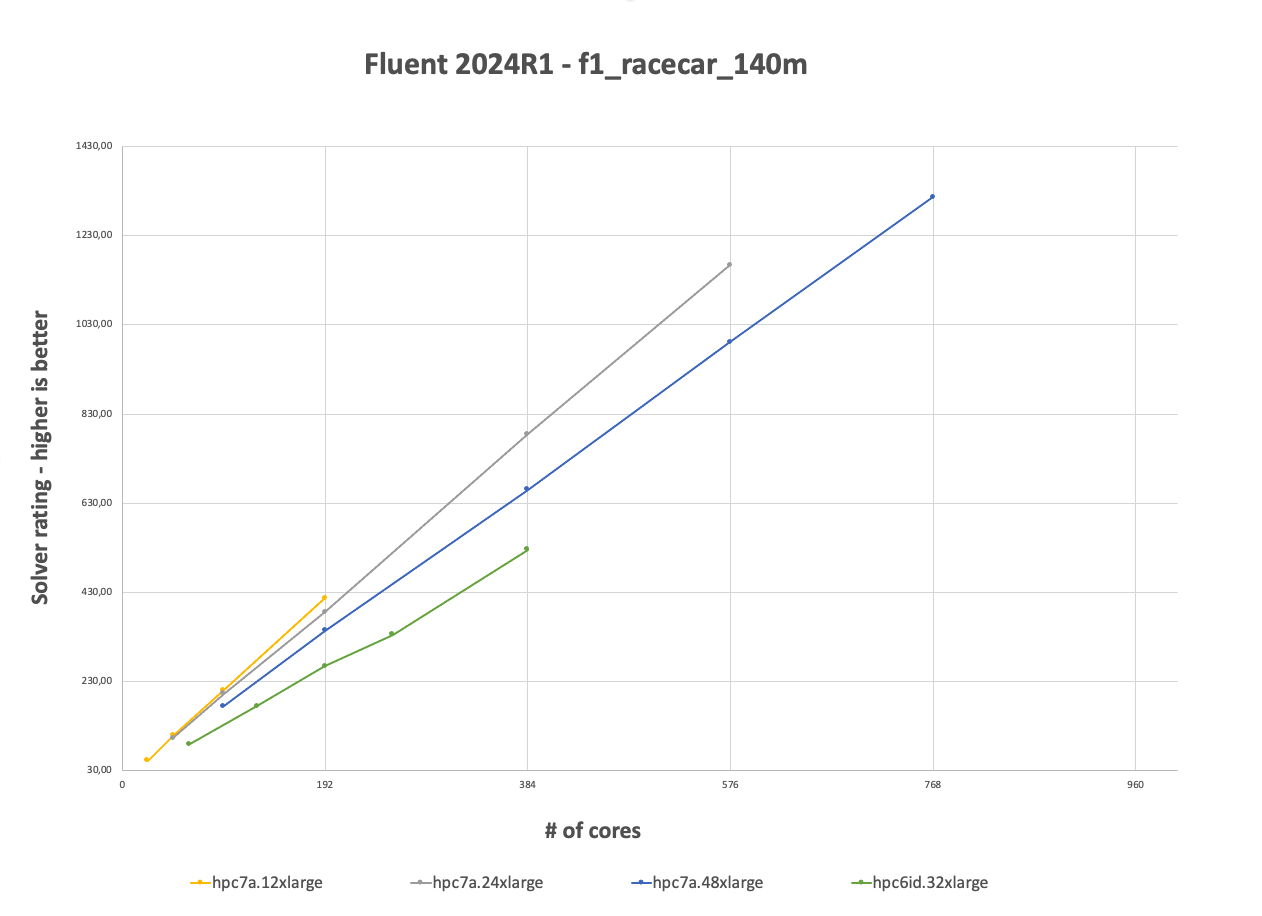 Fluent 2024R1 - f1_racecar_140m
1430,00
1230,00
1030,00
830,00
630,00
430,00
230,00
30,00
Solver rating - higher is better
0 192 384 576 768 960
# of cores
hpc7a.12xlarge hpc7a.24xlarge hpc7a.48xlarge hpc6id.32xlarge